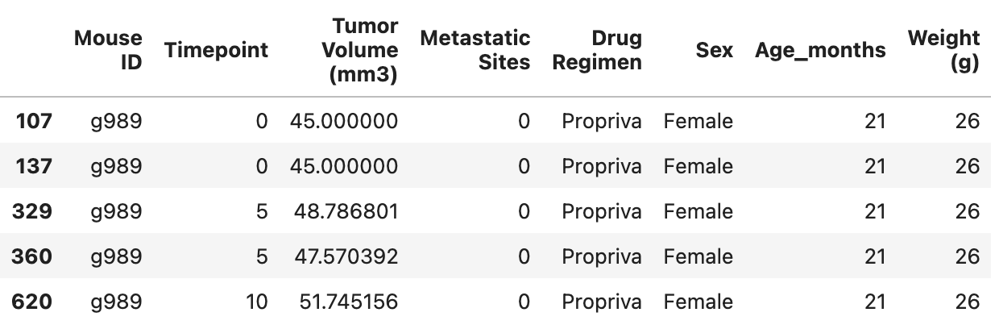 Mouse ID Timepoint Tumor Volume (mm3) Metastatic Sites Drug Regimen Sex Age_months Weight (g)
107 g989 0 45.000000 0 Propriva Female 21 26
137 g989 0 45.000000 0 Propriva Female 21 26
329 g989 5 48.786801 0 Propriva Female 21 26
360 g989 5 47.570392 0 Propriva Female 21 26
620 g989 10 51.745156 0 Propriva Female 21 26